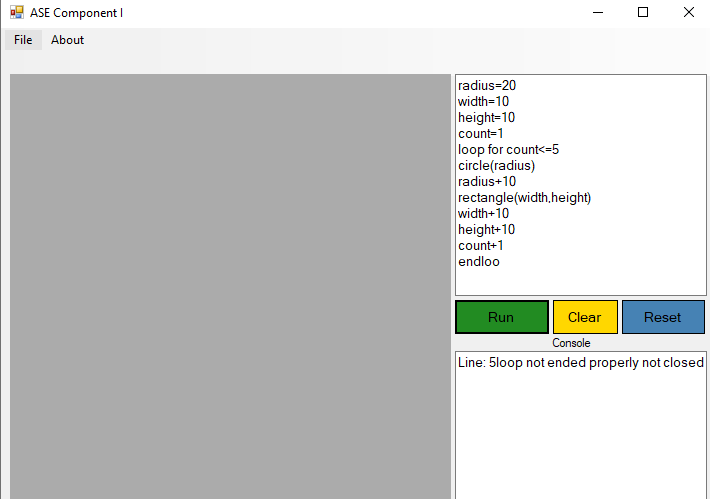 ASE Component I
File About
radius=20
width=10
height=10
count=1
loop for count<=5
circle(radius)
radius+10
rectangle(width,height)
width+10
height+10
count+1
endloo
Run Clear Reset
Console
Line: 5loop not ended properly not closed